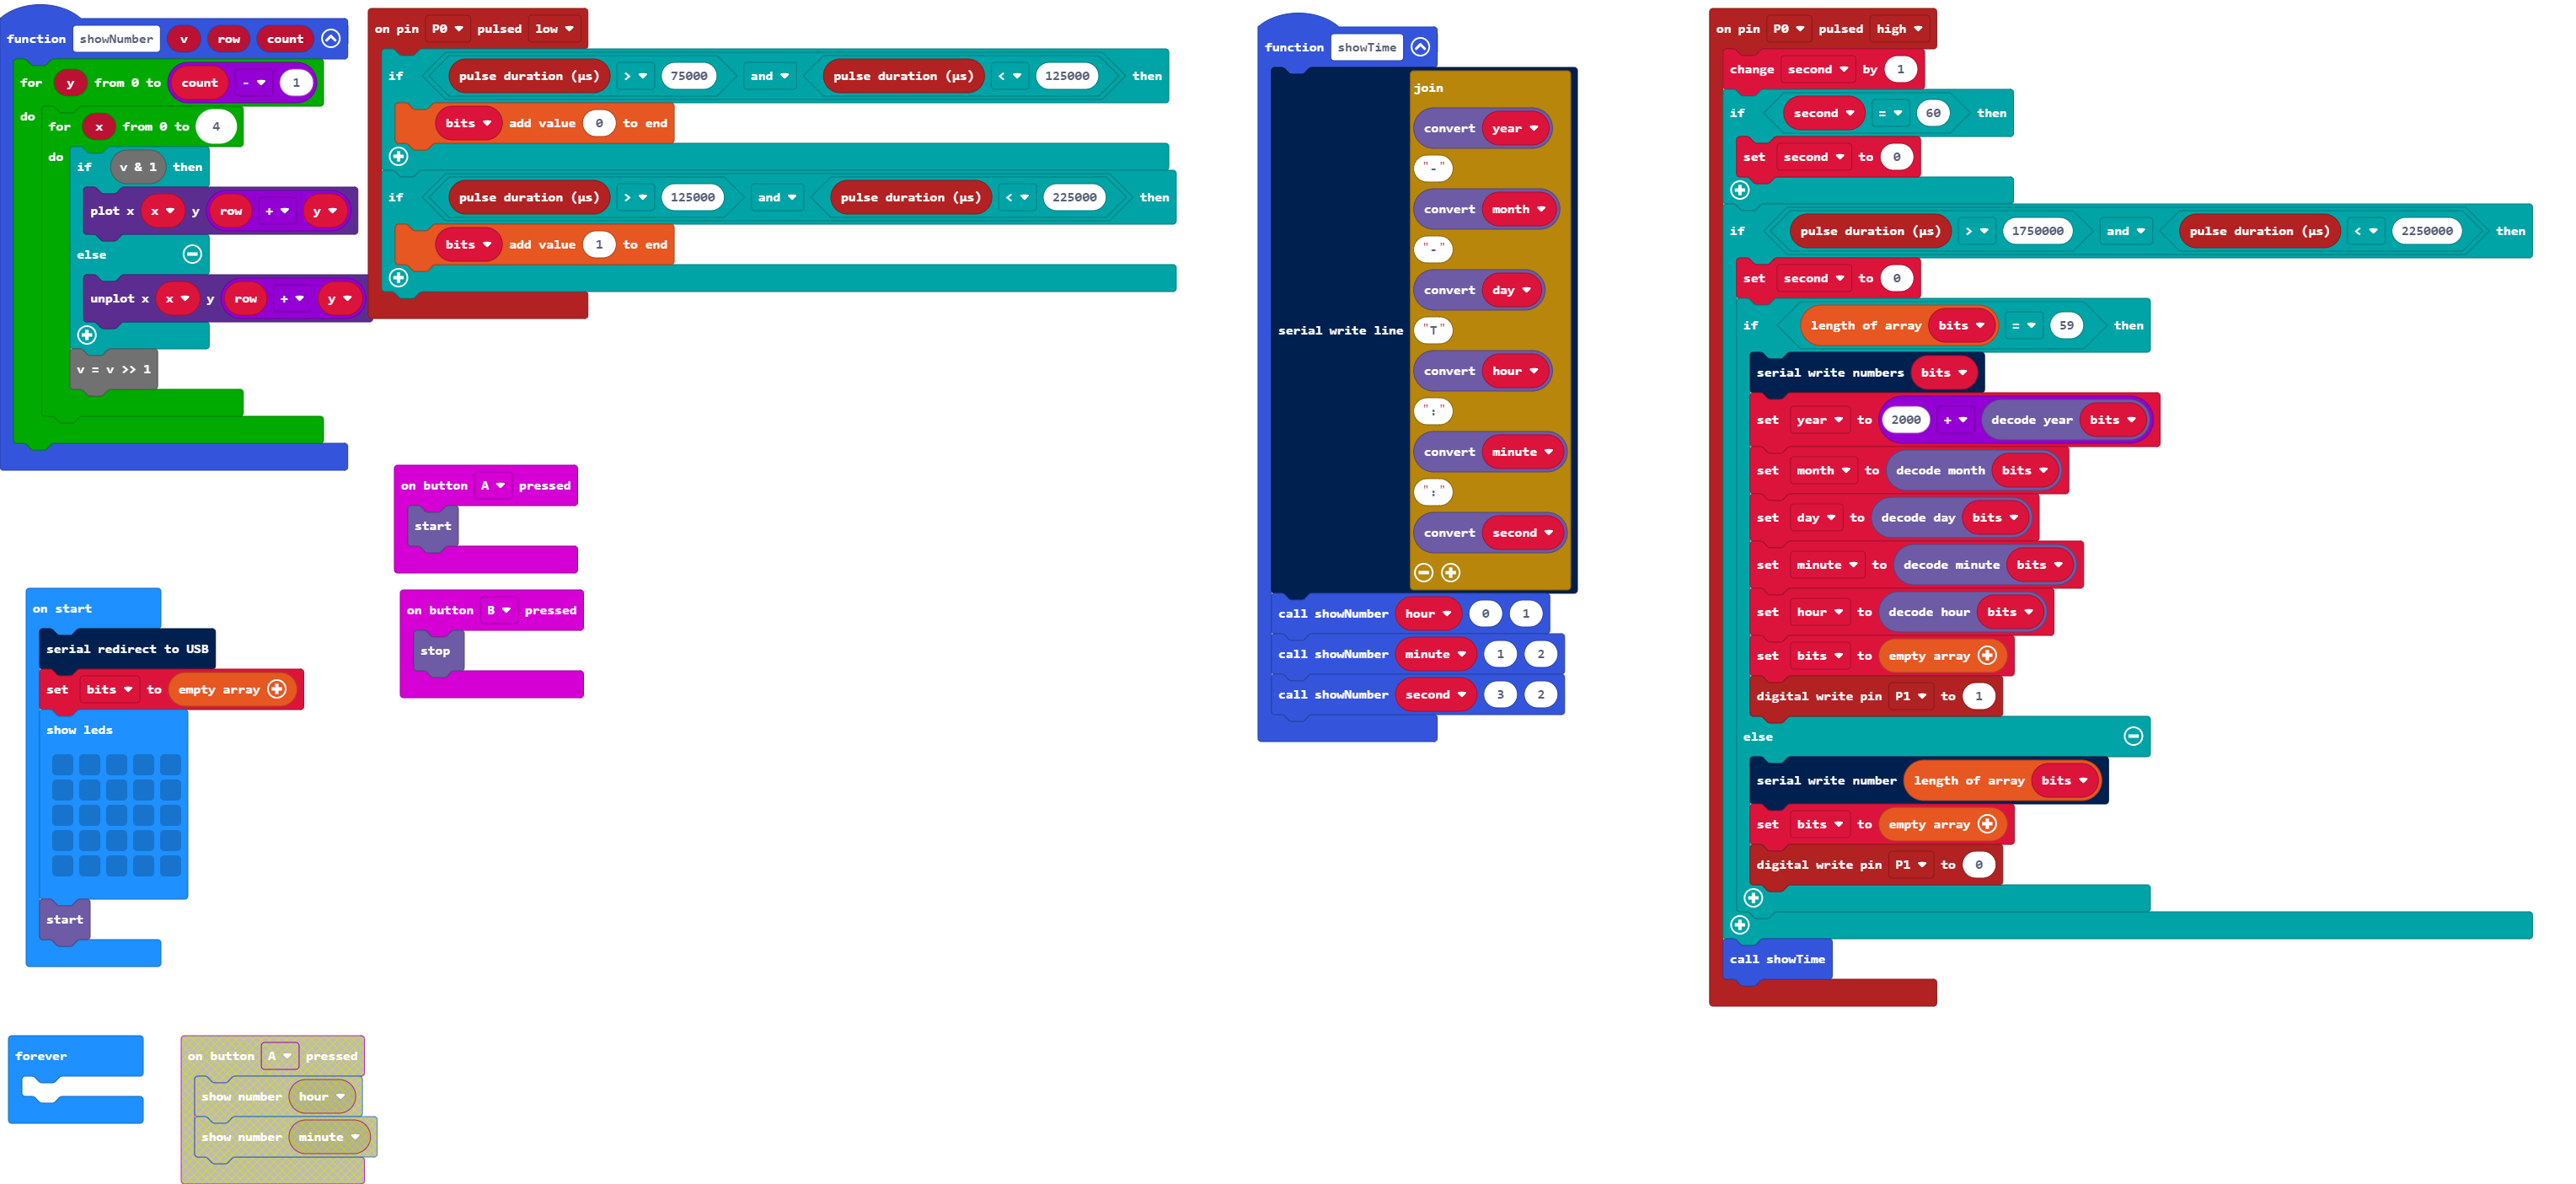 function showNumber v row count
for y from 0 to count - 1
do
for x from 0 to 4
do
if v & 1 then
plot x x y row + y
else
unplot x x y row + y
v = v >> 1
on pin P0 pulsed low
if pulse duration (µs) > 75000 and pulse duration (µs) < 125000 then
bits add value 0 to end
if pulse duration (µs) > 125000 and pulse duration (µs) < 225000 then
bits add value 1 to end
on button A pressed
start
on button B pressed
stop
on start
serial redirect to USB
set bits to empty array
show leds
start
forever
on button A pressed
show number hour
show number minute
function showTime
serial write line
join
convert year
"-"
convert month
"-"
convert day
"T"
convert hour
":"
convert minute
":"
convert second
call showNumber hour 0 1
call showNumber minute 1 2
call showNumber second 3 2
on pin P0 pulsed high
change second by 1
if second = 60 then
set second to 0
if pulse duration (µs) > 1750000 and pulse duration (µs) < 2250000 then
set second to 0
if length of array bits = 59 then
serial write numbers bits
set year to 2000 + decode year bits
set month to decode month bits
set day to decode day bits
set minute to decode minute bits
set hour to decode hour bits
set bits to empty array
digital write pin P1 to 1
else
serial write number length of array bits
set bits to empty array
digital write pin P1 to 0
call showTime